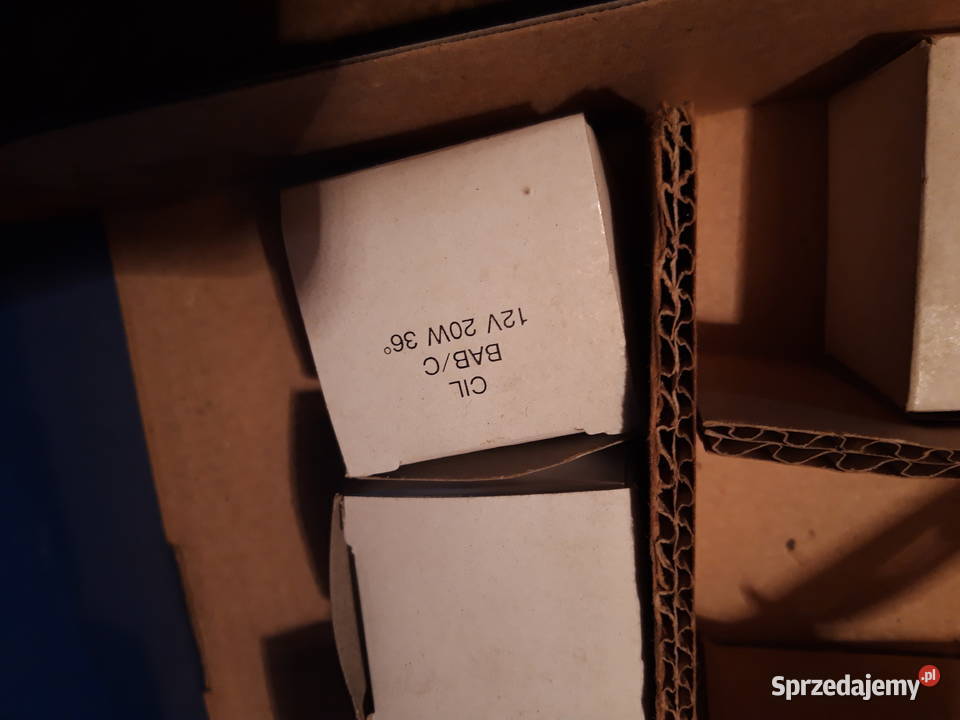 CIL
BAB/C
12V 20W 36°
Sprzedajemy.pl